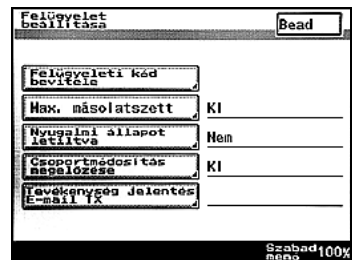 Felügyelet
beállítása
Bead
Felügyeleti kód
bevitele
Max. másolatszett
KI
Nyugalmi állapot
letiltva
Nem
Csoportmódosítás
megelőzése
KI
Tevékenység Jelentés
E-mail TX
Szabad
memó
100%